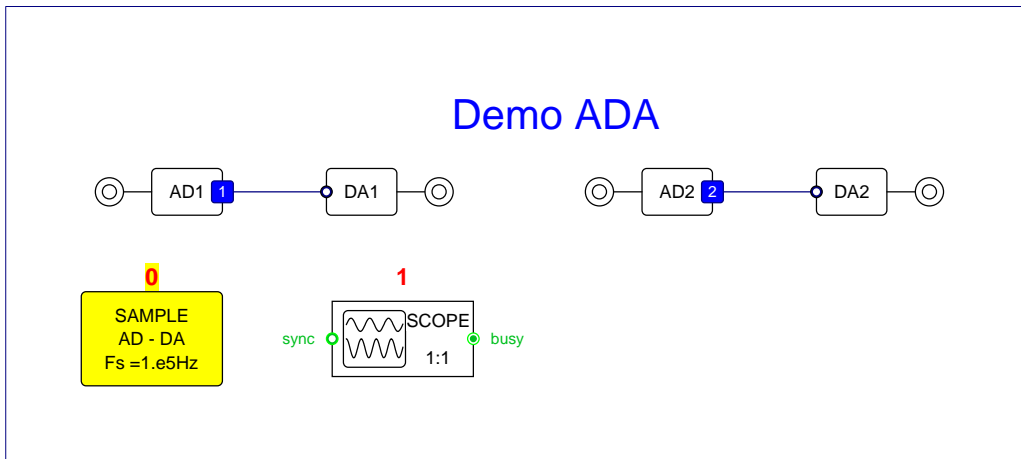 Demo ADA
AD1
1
DA1
AD2
2
DA2
0
SAMPLE
AD - DA
Fs =1.e5Hz
1
sync
SCOPE
1:1
busy